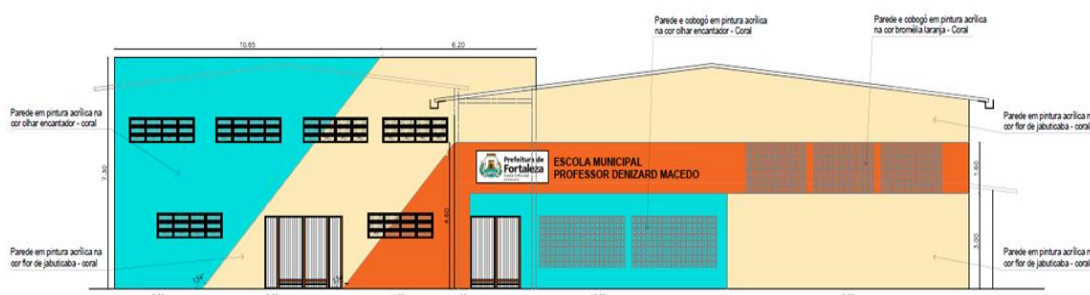 Parede e cobogó em pintura acrílica
na cor olhar encantador - Coral
Parede e cobogó em pintura acrílica
na cor bromélia laranja - Coral
10.65
6.20
Parede em pintura acrílica na
cor olhar encantador - coral
7.30
Parede em pintura acrílica na
cor flor de jabuticaba - coral
Prefeitura de
Fortaleza
ESCOLA MUNICIPAL
PROFESSOR DENIZARD MACEDO
1.60
4.60
3.00
Parede em pintura acrílica na
cor flor de jabuticaba - coral
Parede em pintura acrílica na
cor flor de jabuticaba - coral